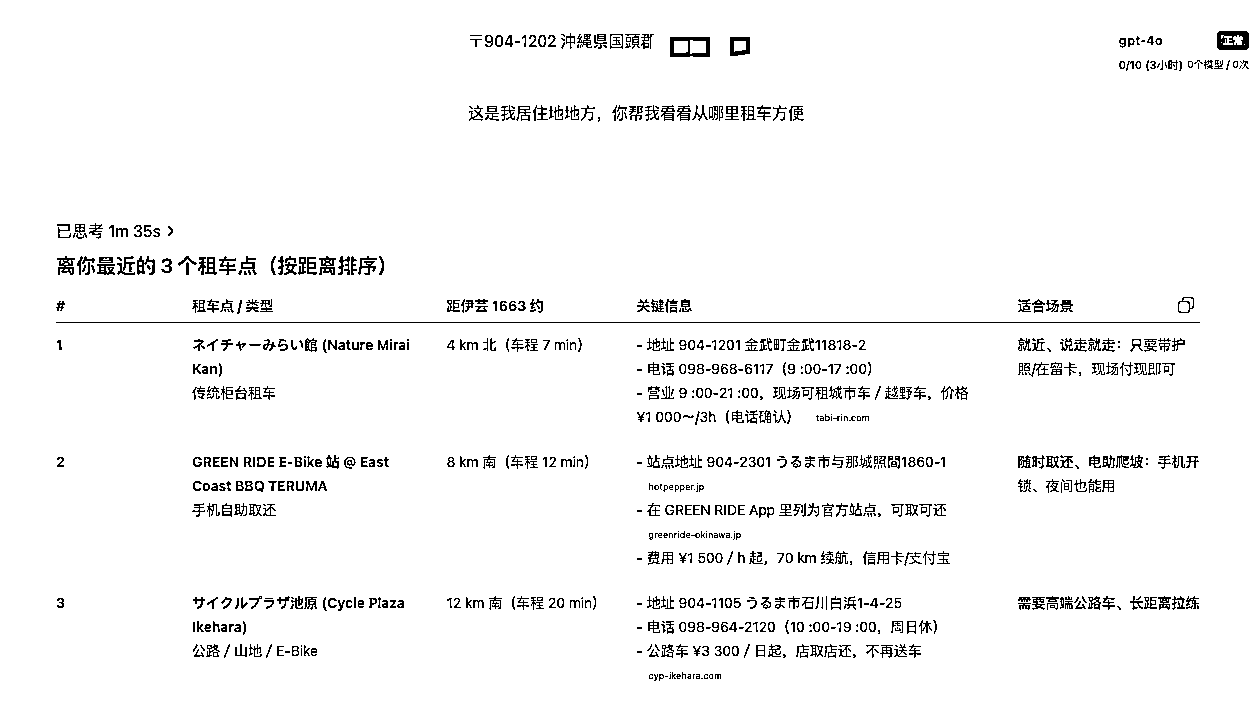 〒904-1202 沖縄県国頭郡
gpt-4o 正常
0/10 (3小时) 0个模型 / 0次
这是我居住地地方，你帮我看看从哪里租车方便
已思考 1m 35s
离你最近的 3 个租车点（按距离排序）
# 租车点 / 类型 距伊芸 1663 约 关键信息 适合场景
1 ネイチャーみらい館 (Nature Mirai 4 km 北（车程 7 min） - 地址 904-1201 金武町金武11818-2 就近、说走就走：只要带护
Kan) - 电话 098-968-6117（9 :00-17 :00） 照/在留卡，现场付现即可
传统柜台租车 - 营业 9 :00-21 :00，现场可租城市车 / 越野车，价格
¥1 000～/3h（电话确认） tabi-rin.com
2 GREEN RIDE E-Bike 站 @ East 8 km 南（车程 12 min） - 站点地址 904-2301 うるま市与那城照間1860-1 随时取还、电助爬坡：手机开
Coast BBQ TERUMA hotpepper.jp 锁、夜间也能用
手机自助取还 - 在 GREEN RIDE App 里列为官方站点，可取可还
greenride-okinawa.jp
- 费用 ¥1 500 / h 起，70 km 续航，信用卡/支付宝
3 サイクルプラザ池原 (Cycle Plaza 12 km 南（车程 20 min） - 地址 904-1105 うるま市石川白浜1-4-25 需要高端公路车、长距离拉练
Ikehara) - 电话 098-964-2120（10 :00-19 :00，周日休）
公路 / 山地 / E-Bike - 公路车 ¥3 300 / 日起，店取店还，不再送车
cyp-ikehara.com